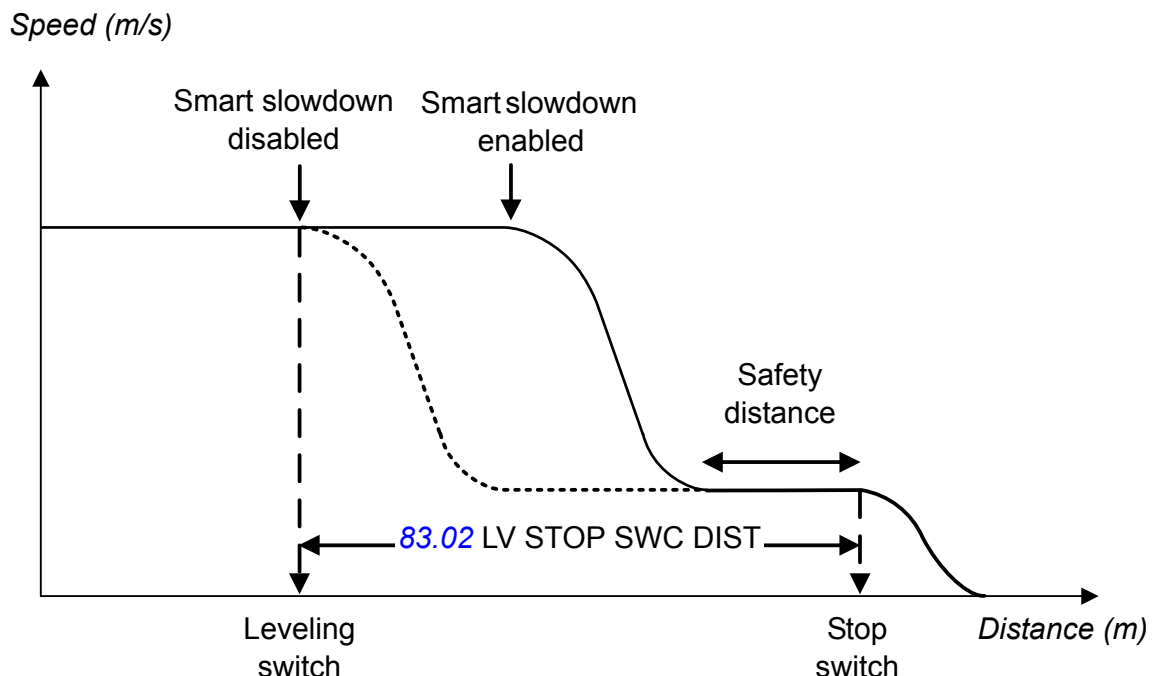 Speed (m/s)
Smart slowdown
disabled
Smart slowdown
enabled
Safety
distance
83.02 LV STOP SWC DIST
Leveling
switch
Stop
switch
Distance (m)